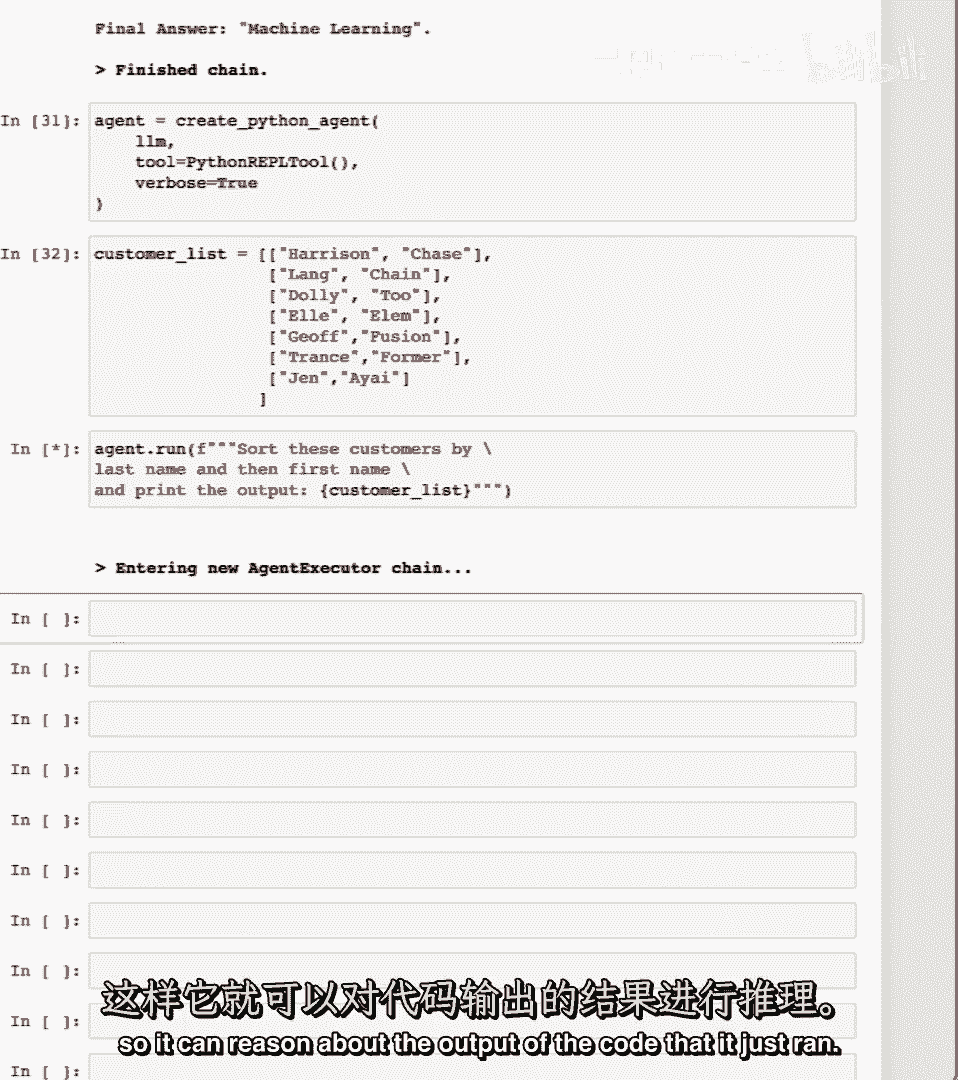 Final Answer: "Machine Learning".
> Finished chain.
In [31]: agent = create_python_agent(
    llm,
    tool=PythonREPLTool(),
    verbose=True
)
In [32]: customer_list = [["Harrison", "Chase"],
                 ["Lang", "Chain"],
                 ["Dolly", "Too"],
                 ["Elle", "Elem"],
                 ["Geoff","Fusion"],
                 ["Trance","Former"],
                 ["Jen","Ayai"]
                ]
In [*]: agent.run(f"""Sort these customers by \
last name and then first name \
and print the output: {customer_list}""")
> Entering new AgentExecutor chain...
In [ ]:
In [ ]:
In [ ]:
In [ ]:
In [ ]:
In [ ]:
In [ ]:
In [ ]:
In [ ]:
In [ ]:
这样它就可以对代码输出的结果进行推理。
so it can reason about the output of the code that it just ran.